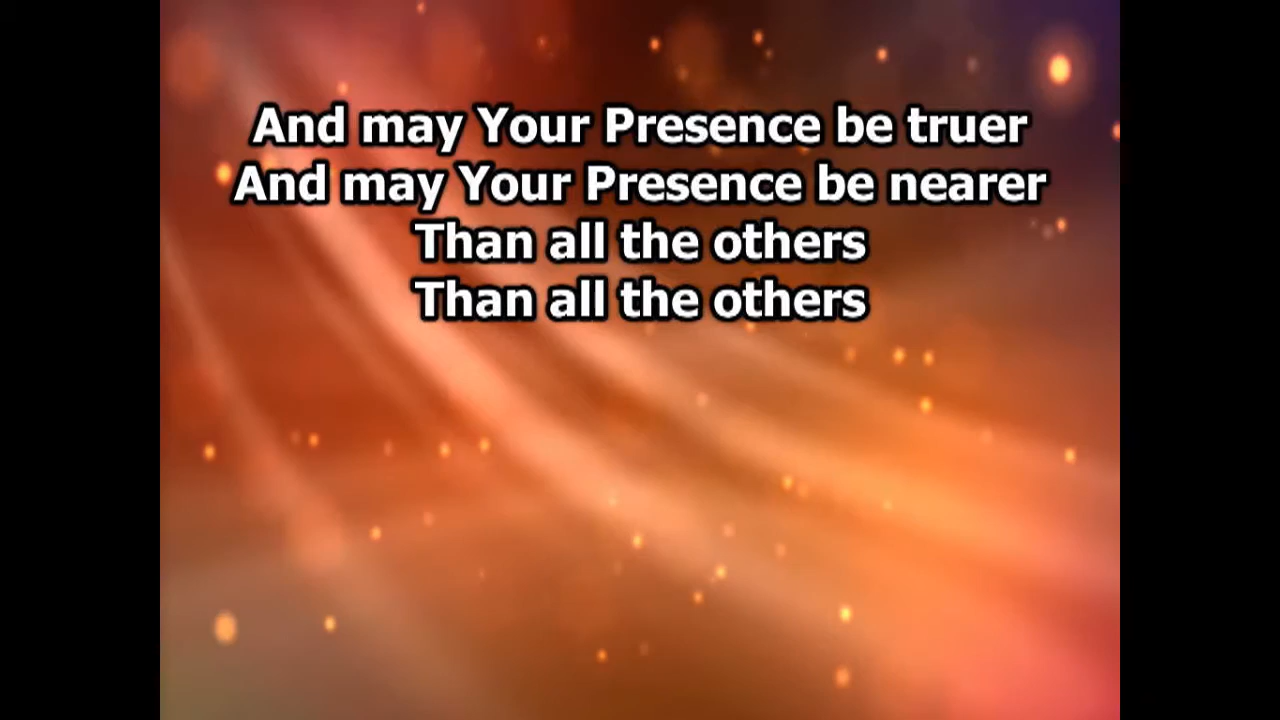 And may Your Presence be truer
And may Your Presence be nearer
Than all the others
Than all the others